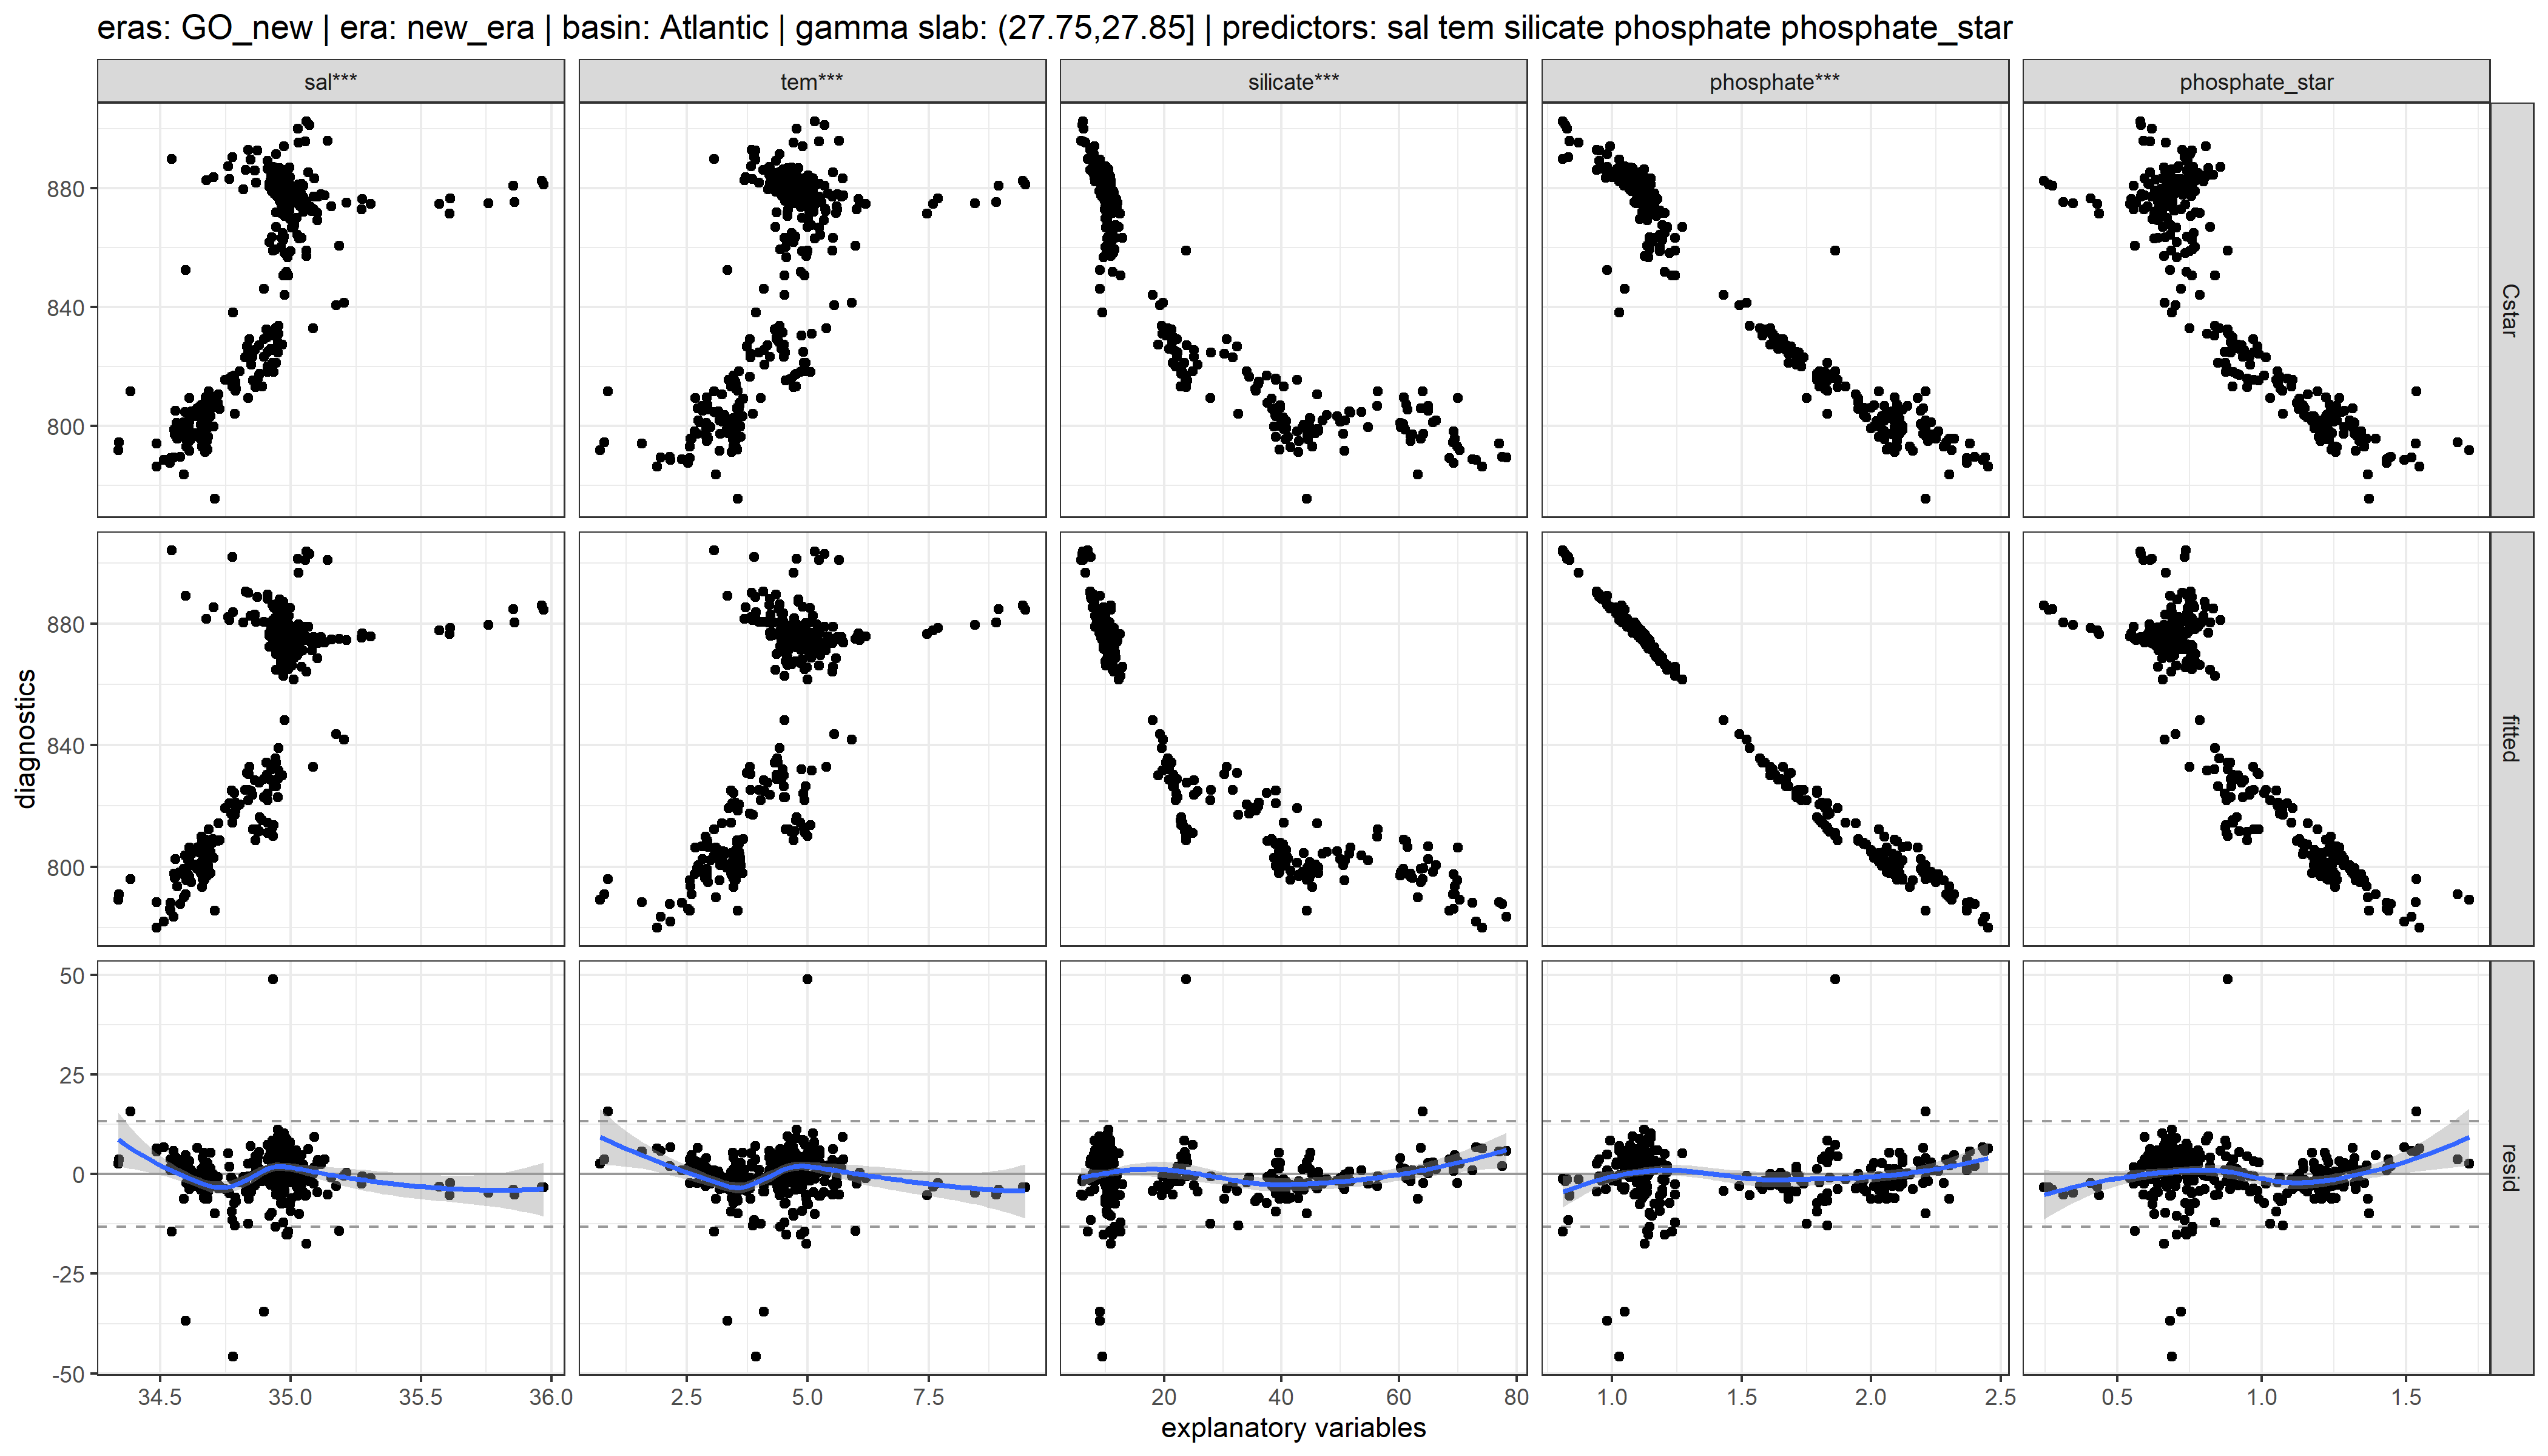 eras: GO_new | era: new_era | basin: Atlantic | gamma slab: (27.75,27.85] | predictors: sal tem silicate phosphate phosphate_star
sal*** tem*** silicate*** phosphate*** phosphate_star
880
840
800
Cstar
880
840
800
fitted
50
25
0
-25
-50
resid
diagnostics
34.5 35.0 35.5 36.0 2.5 5.0 7.5 20 40 60 80 1.0 1.5 2.0 2.5 0.5 1.0 1.5
explanatory variables